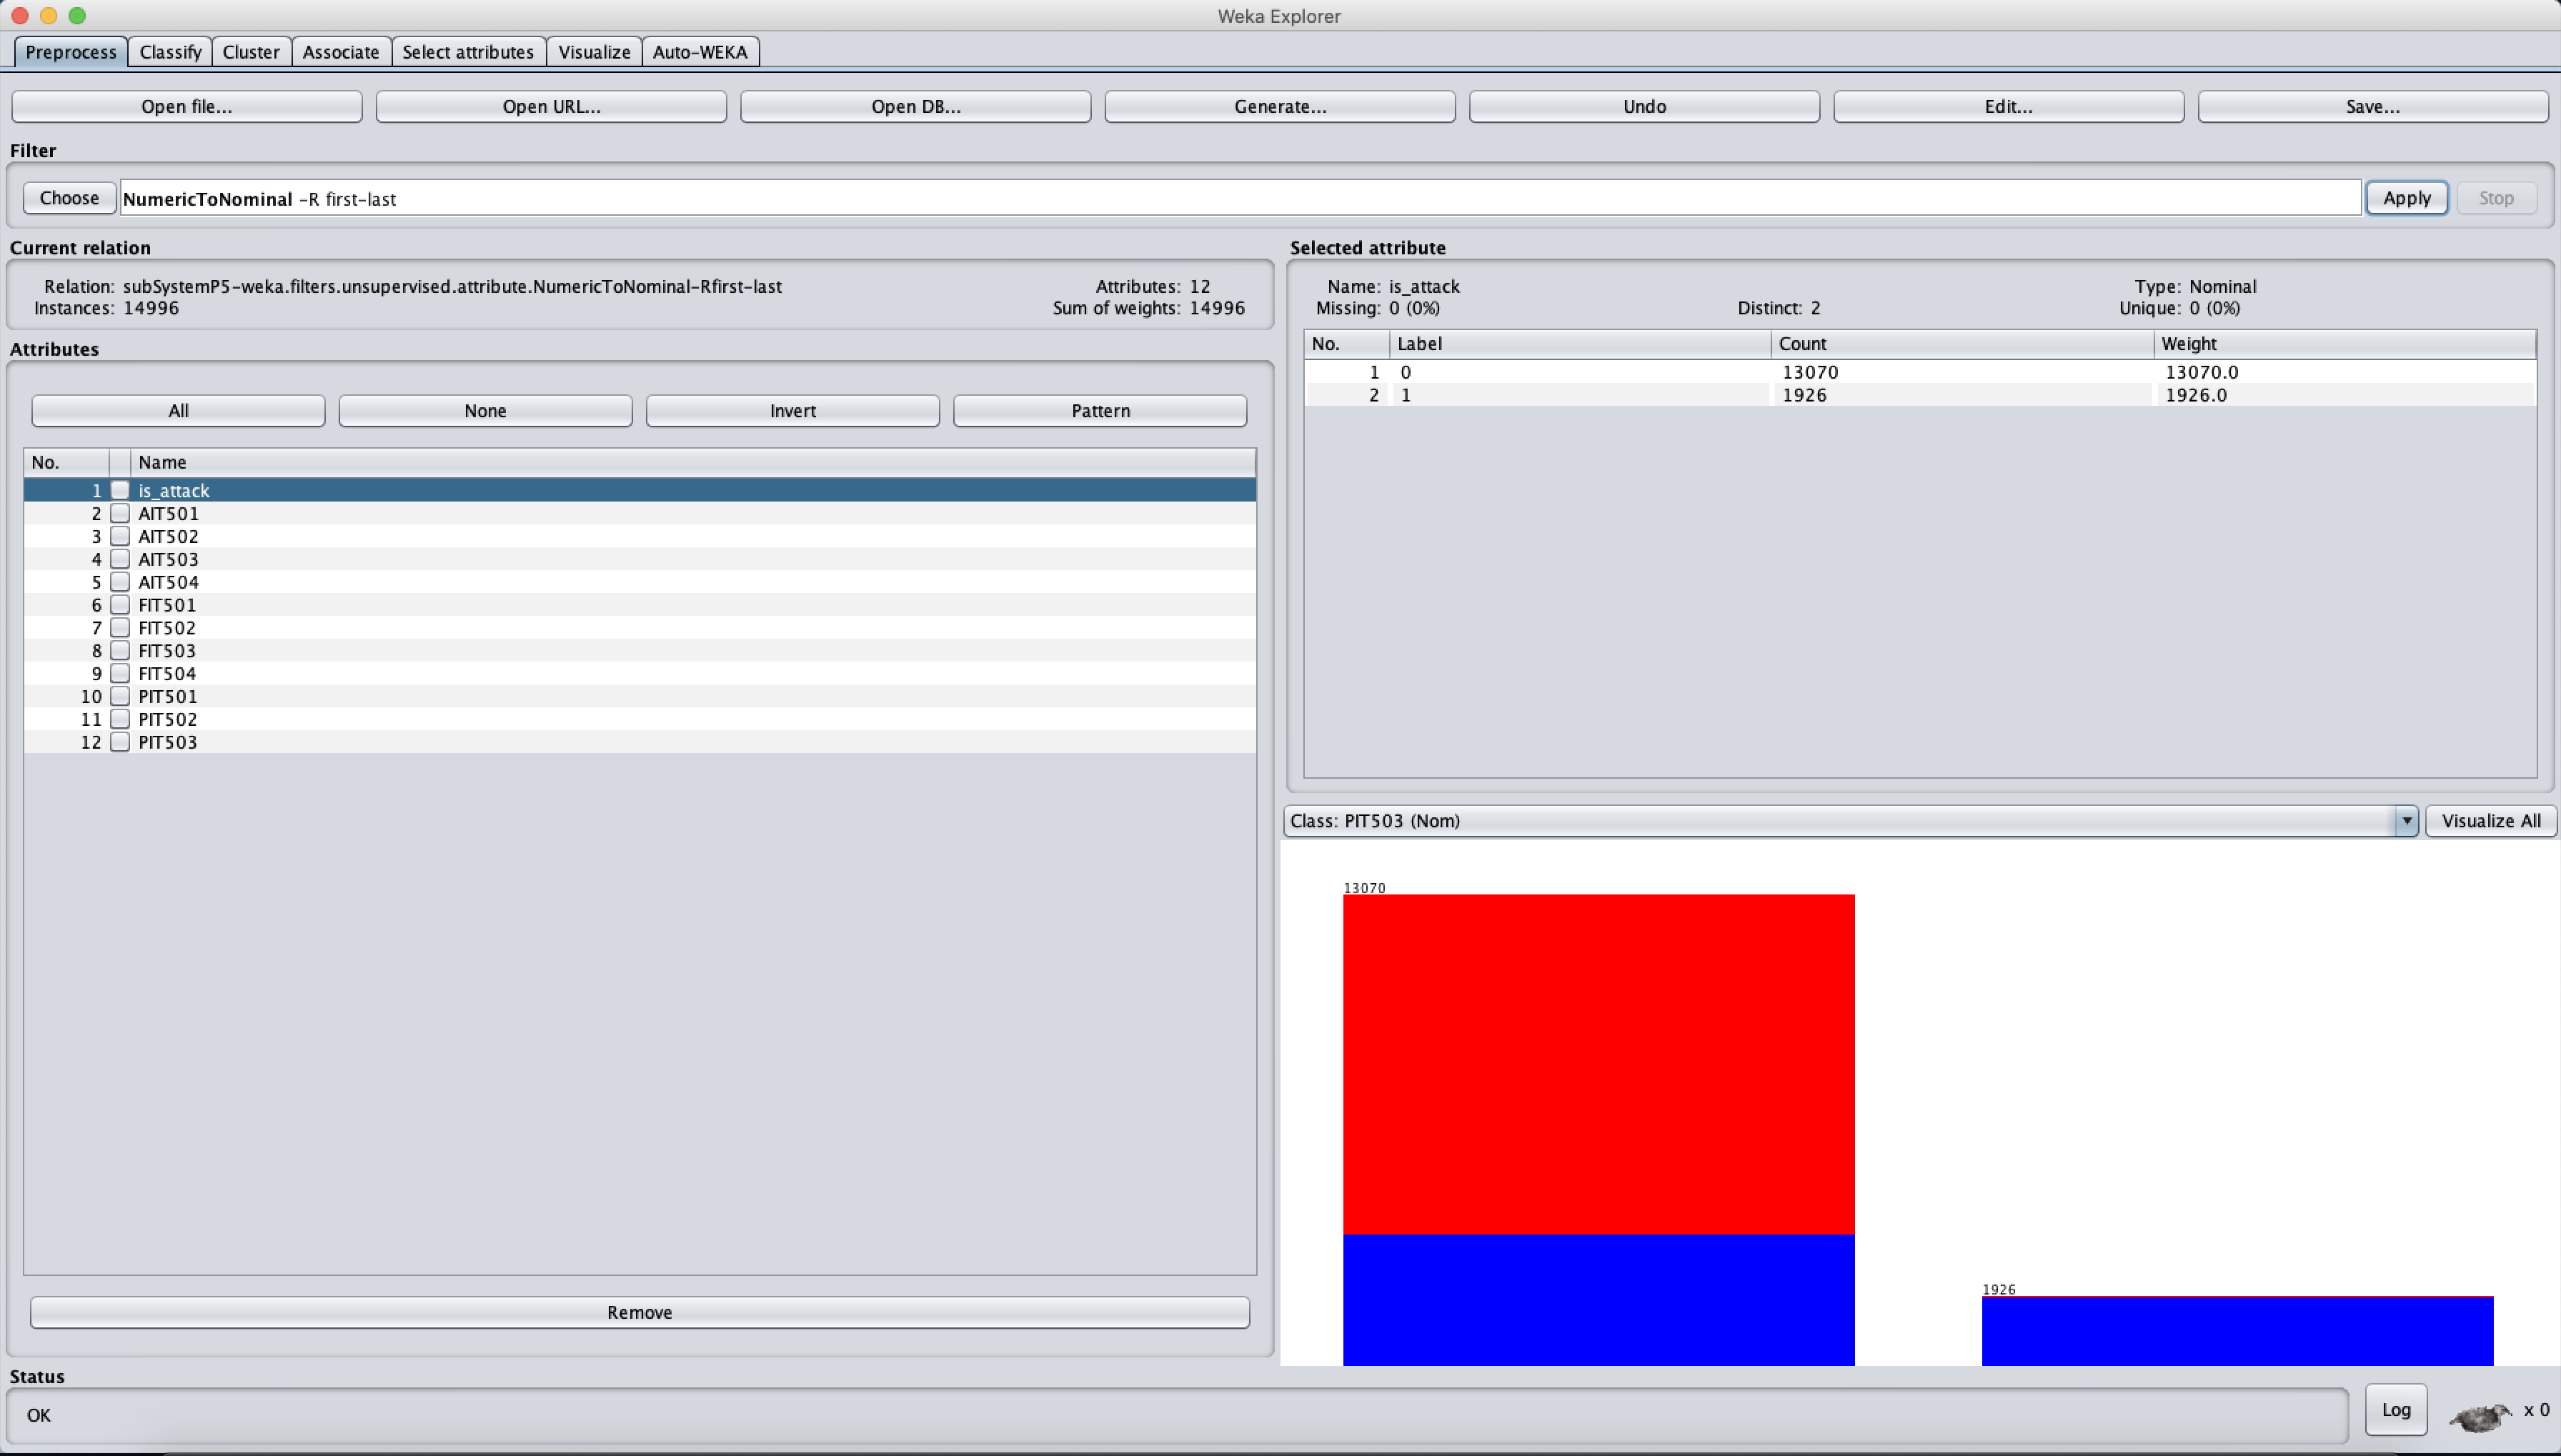 Weka Explorer
Preprocess Classify Cluster Associate Select attributes Visualize Auto-WEKA
Open file... Open URL... Open DB... Generate... Undo Edit... Save...
Filter
Choose NumericToNominal -R first-last Apply Stop
Current relation
Relation: subSystemP5-weka.filters.unsupervised.attribute.NumericToNominal-Rfirst-last Attributes: 12
Instances: 14996 Sum of weights: 14996
Attributes
All None Invert Pattern
No. Name
1 is_attack
2 AIT501
3 AIT502
4 AIT503
5 AIT504
6 FIT501
7 FIT502
8 FIT503
9 FIT504
10 PIT501
11 PIT502
12 PIT503
Remove
Selected attribute
Name: is_attack Type: Nominal
Missing: 0 (0%) Distinct: 2 Unique: 0 (0%)
No. Label Count Weight
1 0 13070 13070.0
2 1 1926 1926.0
Class: PIT503 (Nom) Visualize All
13070
1926
Status
OK
Log x 0